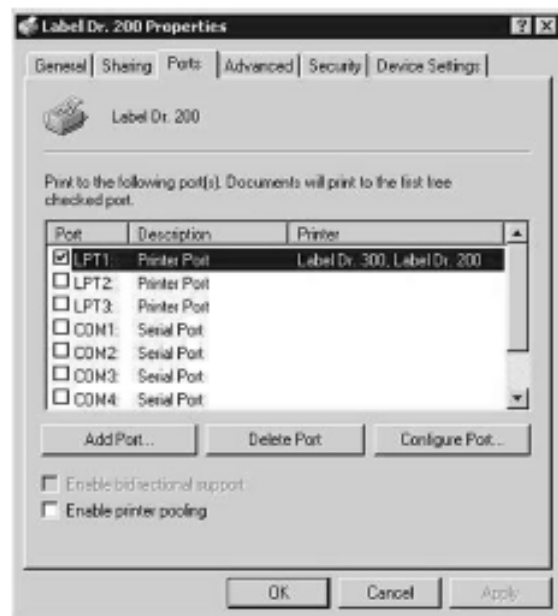 Label Dr. 200 Properties
General Sharing Ports Advanced Security Device Settings
Label Dr. 200
Print to the following port(s). Documents will print to the first free
checked port.
Port Description Printer
LPT1: Printer Port Label Dr. 300, Label Dr. 200
LPT2: Printer Port
LPT3: Printer Port
COM1: Serial Port
COM2: Serial Port
COM3: Serial Port
COM4: Serial Port
Add Port... Delete Port Configure Port...
Enable bidirectional support
Enable printer pooling
OK Cancel Apply